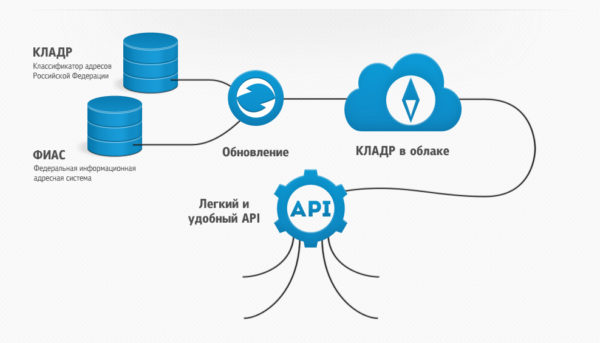 КЛАДР
Классификатор адресов
Российской Федерации
ФИАС
Федеральная информационная
адресная система
Обновление
КЛАДР в облаке
Легкий и
удобный API
API